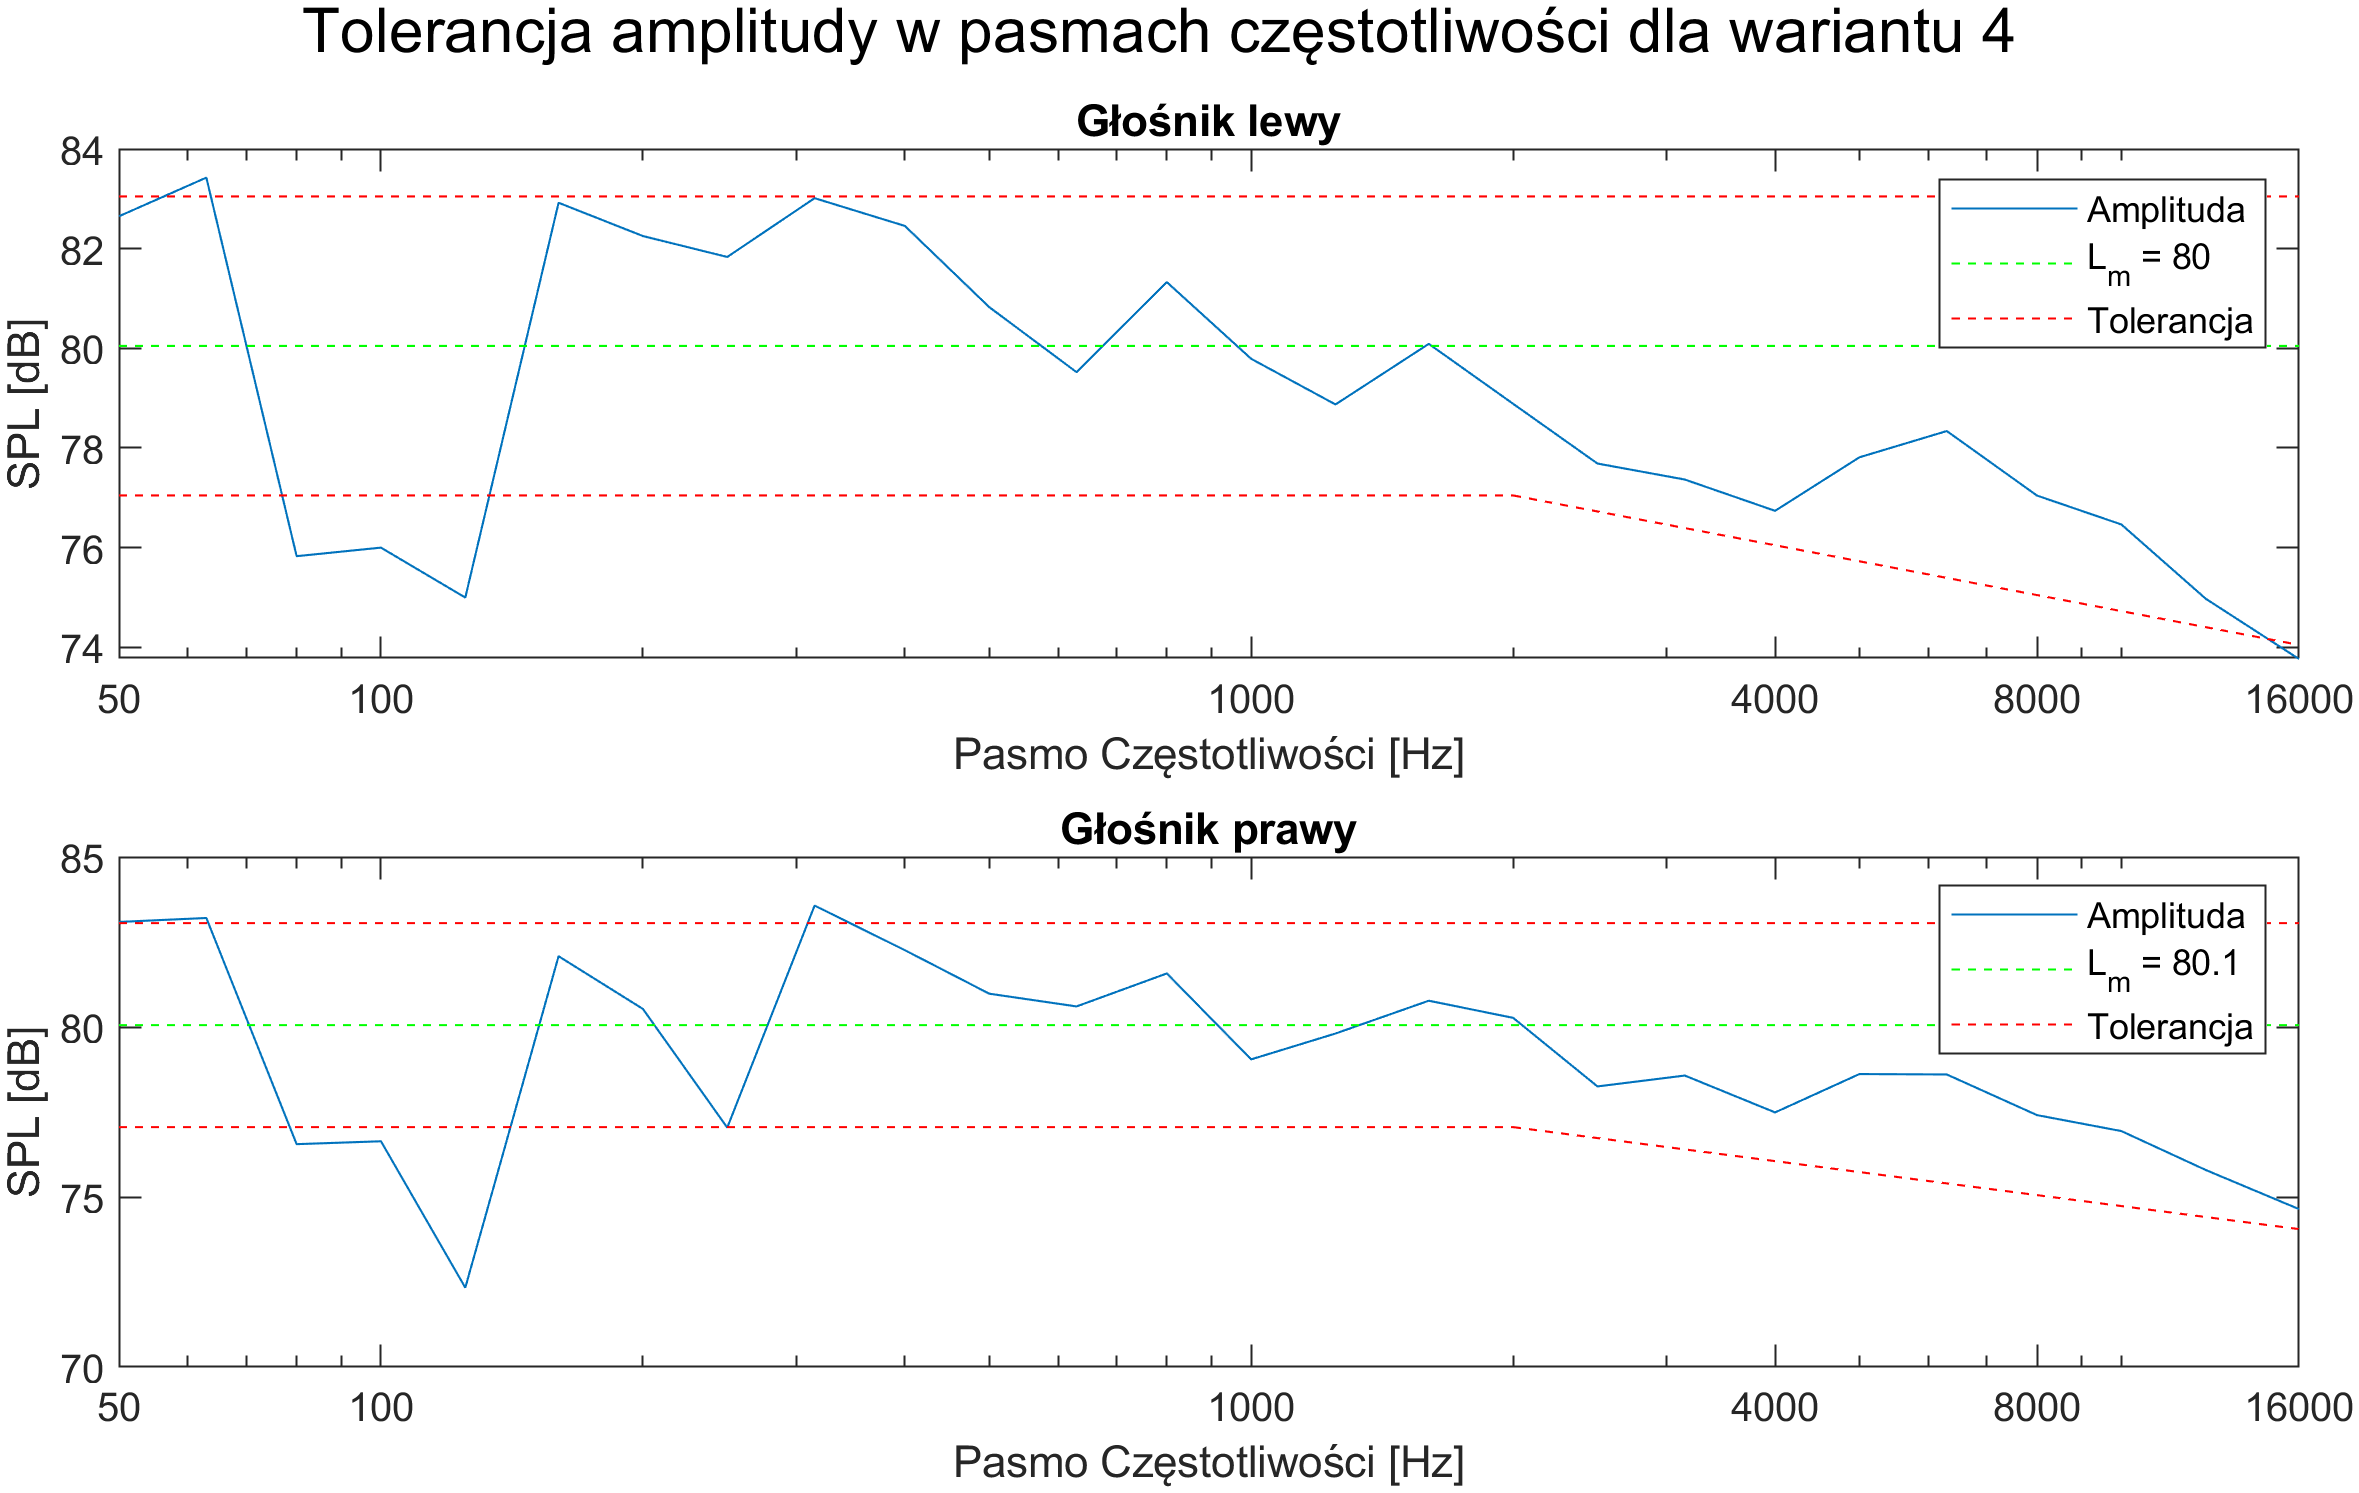 Tolerancja amplitudy w pasmach częstotliwości dla wariantu 4
Głośnik lewy
84
82
80
78
76
74
SPL [dB]
Amplituda
Lm = 80
Tolerancja
50 100 1000 4000 8000 16000
Pasmo Częstotliwości [Hz]
Głośnik prawy
85
80
75
70
SPL [dB]
Amplituda
Lm = 80.1
Tolerancja
50 100 1000 4000 8000 16000
Pasmo Częstotliwości [Hz]